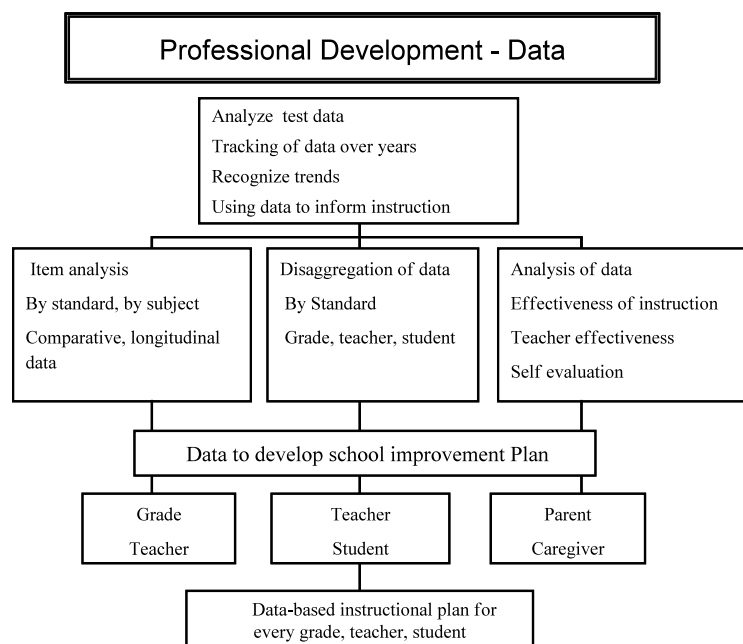 Professional Development - Data
Analyze test data
Tracking of data over years
Recognize trends
Using data to inform instruction
Item analysis
By standard, by subject
Comparative, longitudinal
data
Disaggregation of data
By Standard
Grade, teacher, student
Analysis of data
Effectiveness of instruction
Teacher effectiveness
Self evaluation
Data to develop school improvement Plan
Grade
Teacher
Teacher
Student
Parent
Caregiver
Data-based instructional plan for
every grade, teacher, student